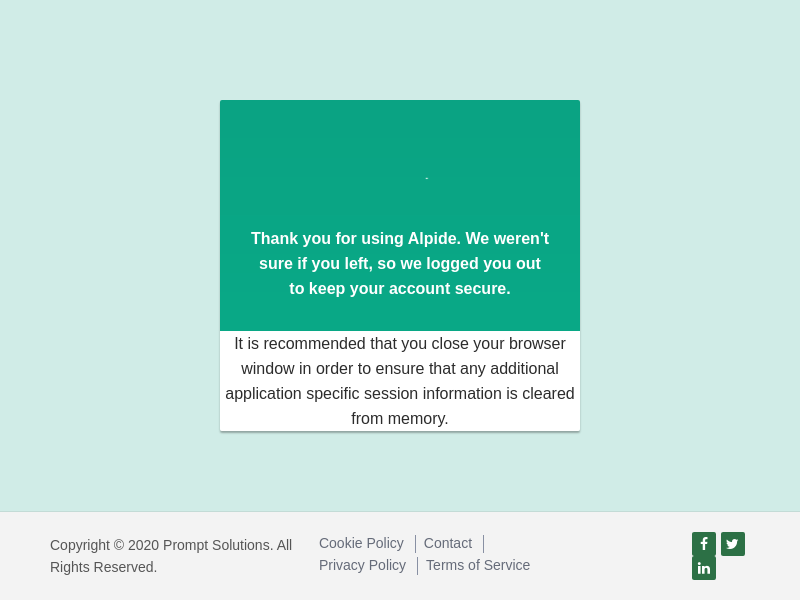 Thank you for using Alpide. We weren't
sure if you left, so we logged you out
to keep your account secure.
It is recommended that you close your browser
window in order to ensure that any additional
application specific session information is cleared
from memory.
Copyright © 2020 Prompt Solutions. All
Rights Reserved.
Cookie Policy
Contact
Privacy Policy
Terms of Service